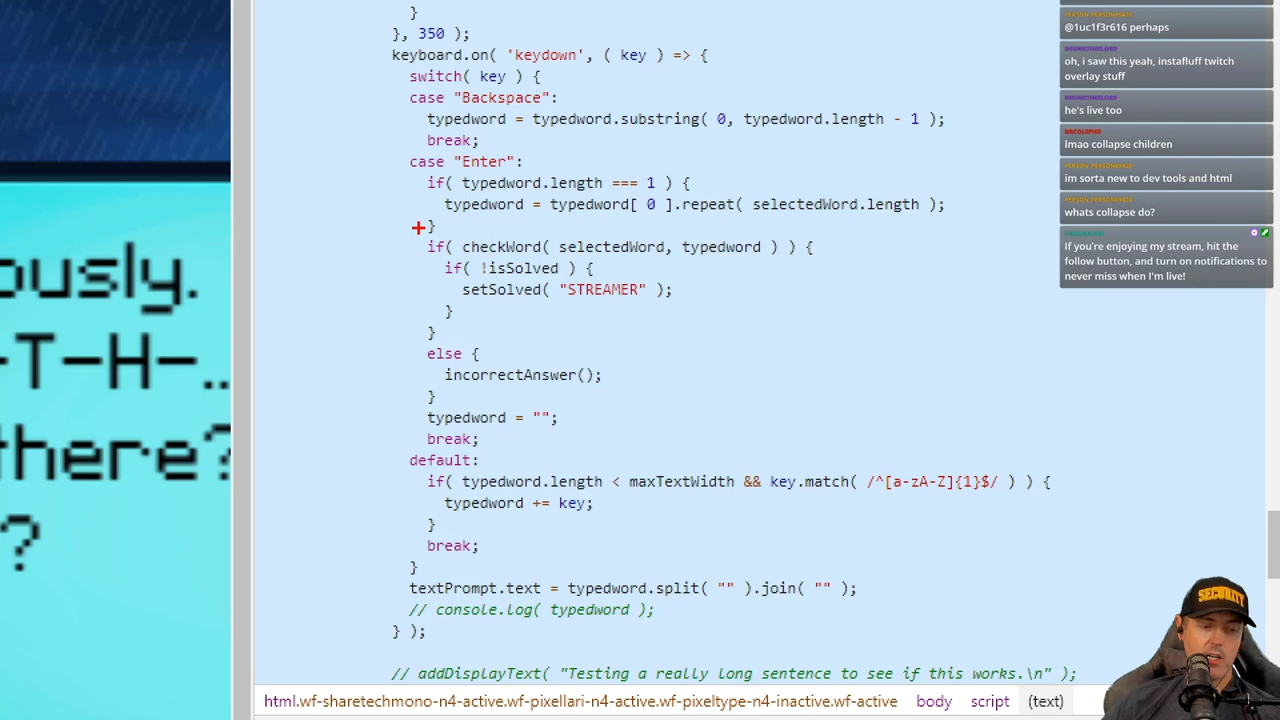 }
}, 350 );
keyboard.on( 'keydown', ( key ) => {
switch( key ) {
case "Backspace":
typedword = typedword.substring( 0, typedword.length - 1 );
break;
case "Enter":
if( typedword.length === 1 ) {
typedword = typedword[ 0 ].repeat( selectedWord.length );
}
if( checkWord( selectedWord, typedword ) ) {
if( !isSolved ) {
setSolved( "STREAMER" );
}
}
else {
incorrectAnswer();
}
typedword = "";
break;
default:
if( typedword.length < maxTextWidth && key.match( /^[a-zA-Z]{1}$/ ) ) {
typedword += key;
}
break;
}
textPrompt.text = typedword.split( "" ).join( "" );
// console.log( typedword );
} );
// addDisplayText( "Testing a really long sentence to see if this works.\n" );
html.wf-sharetechmono-n4-active.wf-pixellari-n4-active.wf-pixeltype-n4-inactive.wf-active body script (text)
ously.
-T-H-..
there?
?
@1uc1f3r616 perhaps
oh, i saw this yeah, instafluff twitch
overlay stuff
he's live too
lmao collapse children
im sorta new to dev tools and html
whats collapse do?
If you're enjoying my stream, hit the
follow button, and turn on notifications to
never miss when I'm live!
SECURITY